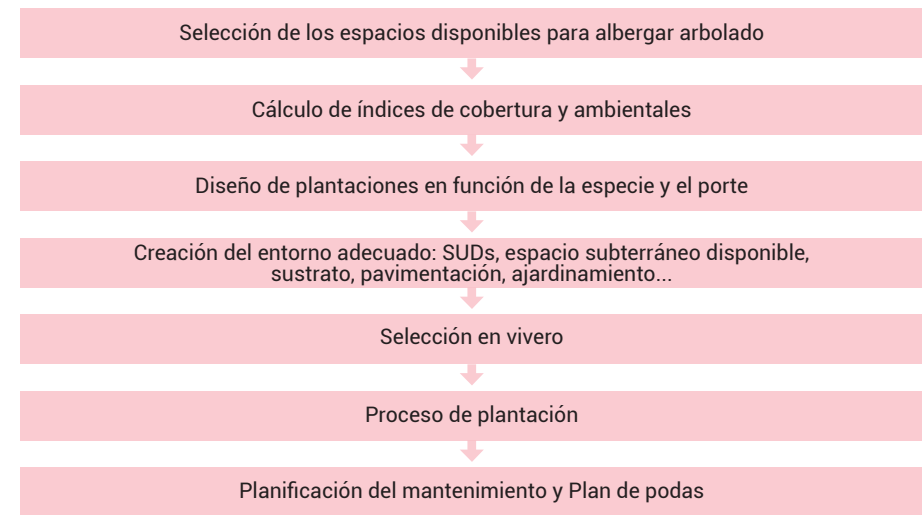 Selección de los espacios disponibles para albergar arbolado
Cálculo de índices de cobertura y ambientales
Diseño de plantaciones en función de la especie y el porte
Creación del entorno adecuado: SUDs, espacio subterráneo disponible,
sustrato, pavimentación, ajardinamiento...
Selección en vivero
Proceso de plantación
Planificación del mantenimiento y Plan de podas